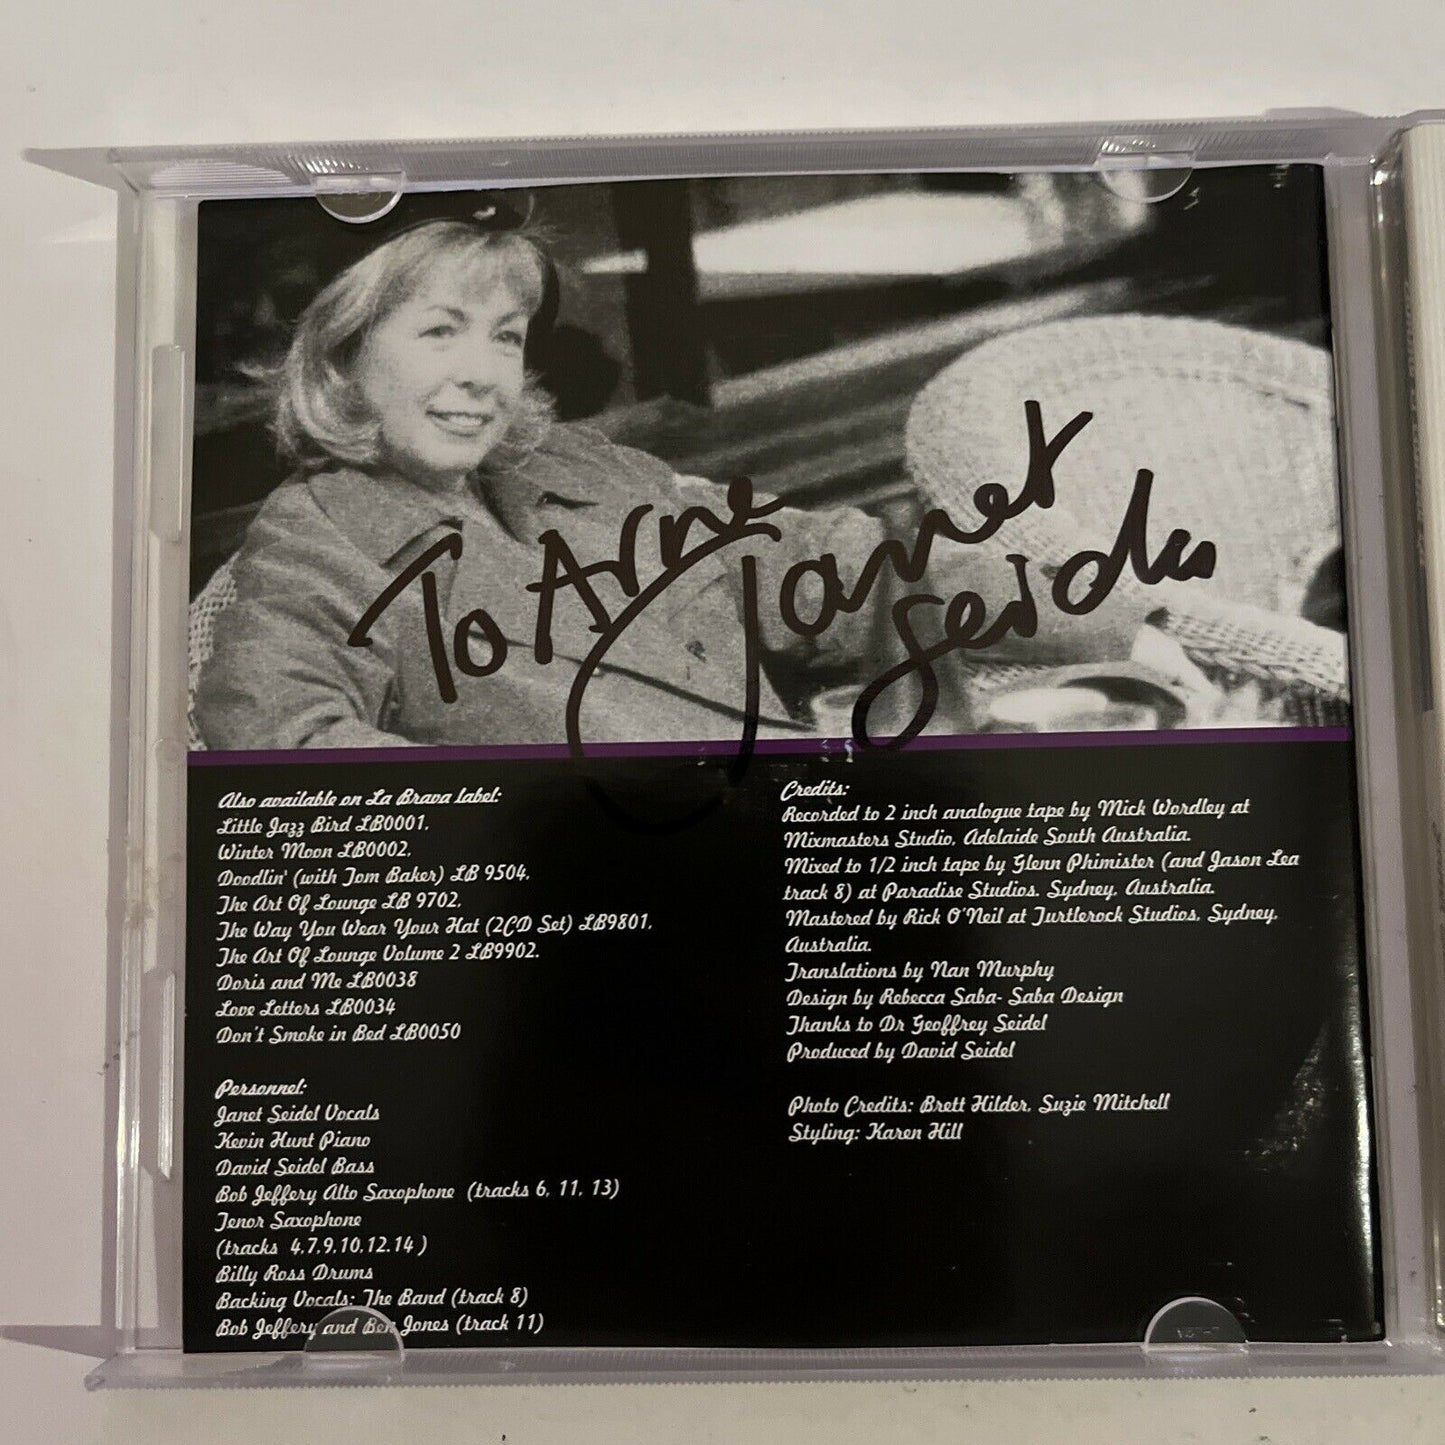 To Arne
Janet
Seidel
Also available on La Brava label:
Little Jazz Bird LB0001,
Winter Moon LB0002,
Doodlin' (with Tom Baker) LB 9504,
The Art Of Lounge LB 9702,
The Way You Wear Your Hat (2CD Set) LB9801,
The Art Of Lounge Volume 2 LB9902.
Doris and Me LB0038
Love Letters LB0034
Don't Smoke in Bed LB0050
Personnel:
Janet Seidel Vocals
Kevin Hunt Piano
David Seidel Bass
Bob Jeffery Alto Saxophone (tracks 6, 11, 13)
Tenor Saxophone
(tracks 4,7,9,10,12,14 )
Billy Ross Drums
Backing Vocals: The Band (track 8)
Bob Jeffery and Ben Jones (track 11)
Credits:
Recorded to 2 inch analogue tape by Mick Wordley at
Mixmasters Studio, Adelaide South Australia.
Mixed to 1/2 inch tape by Glenn Phimister (and Jason Lea
track 8) at Paradise Studios, Sydney, Australia.
Mastered by Rick O'Neil at Turtlerock Studios, Sydney,
Australia.
Translations by Nan Murphy
Design by Rebecca Saba- Saba Design
Thanks to Dr Geoffrey Seidel
Produced by David Seidel
Photo Credits: Brett Hilder, Suzie Mitchell
Styling: Karen Hill